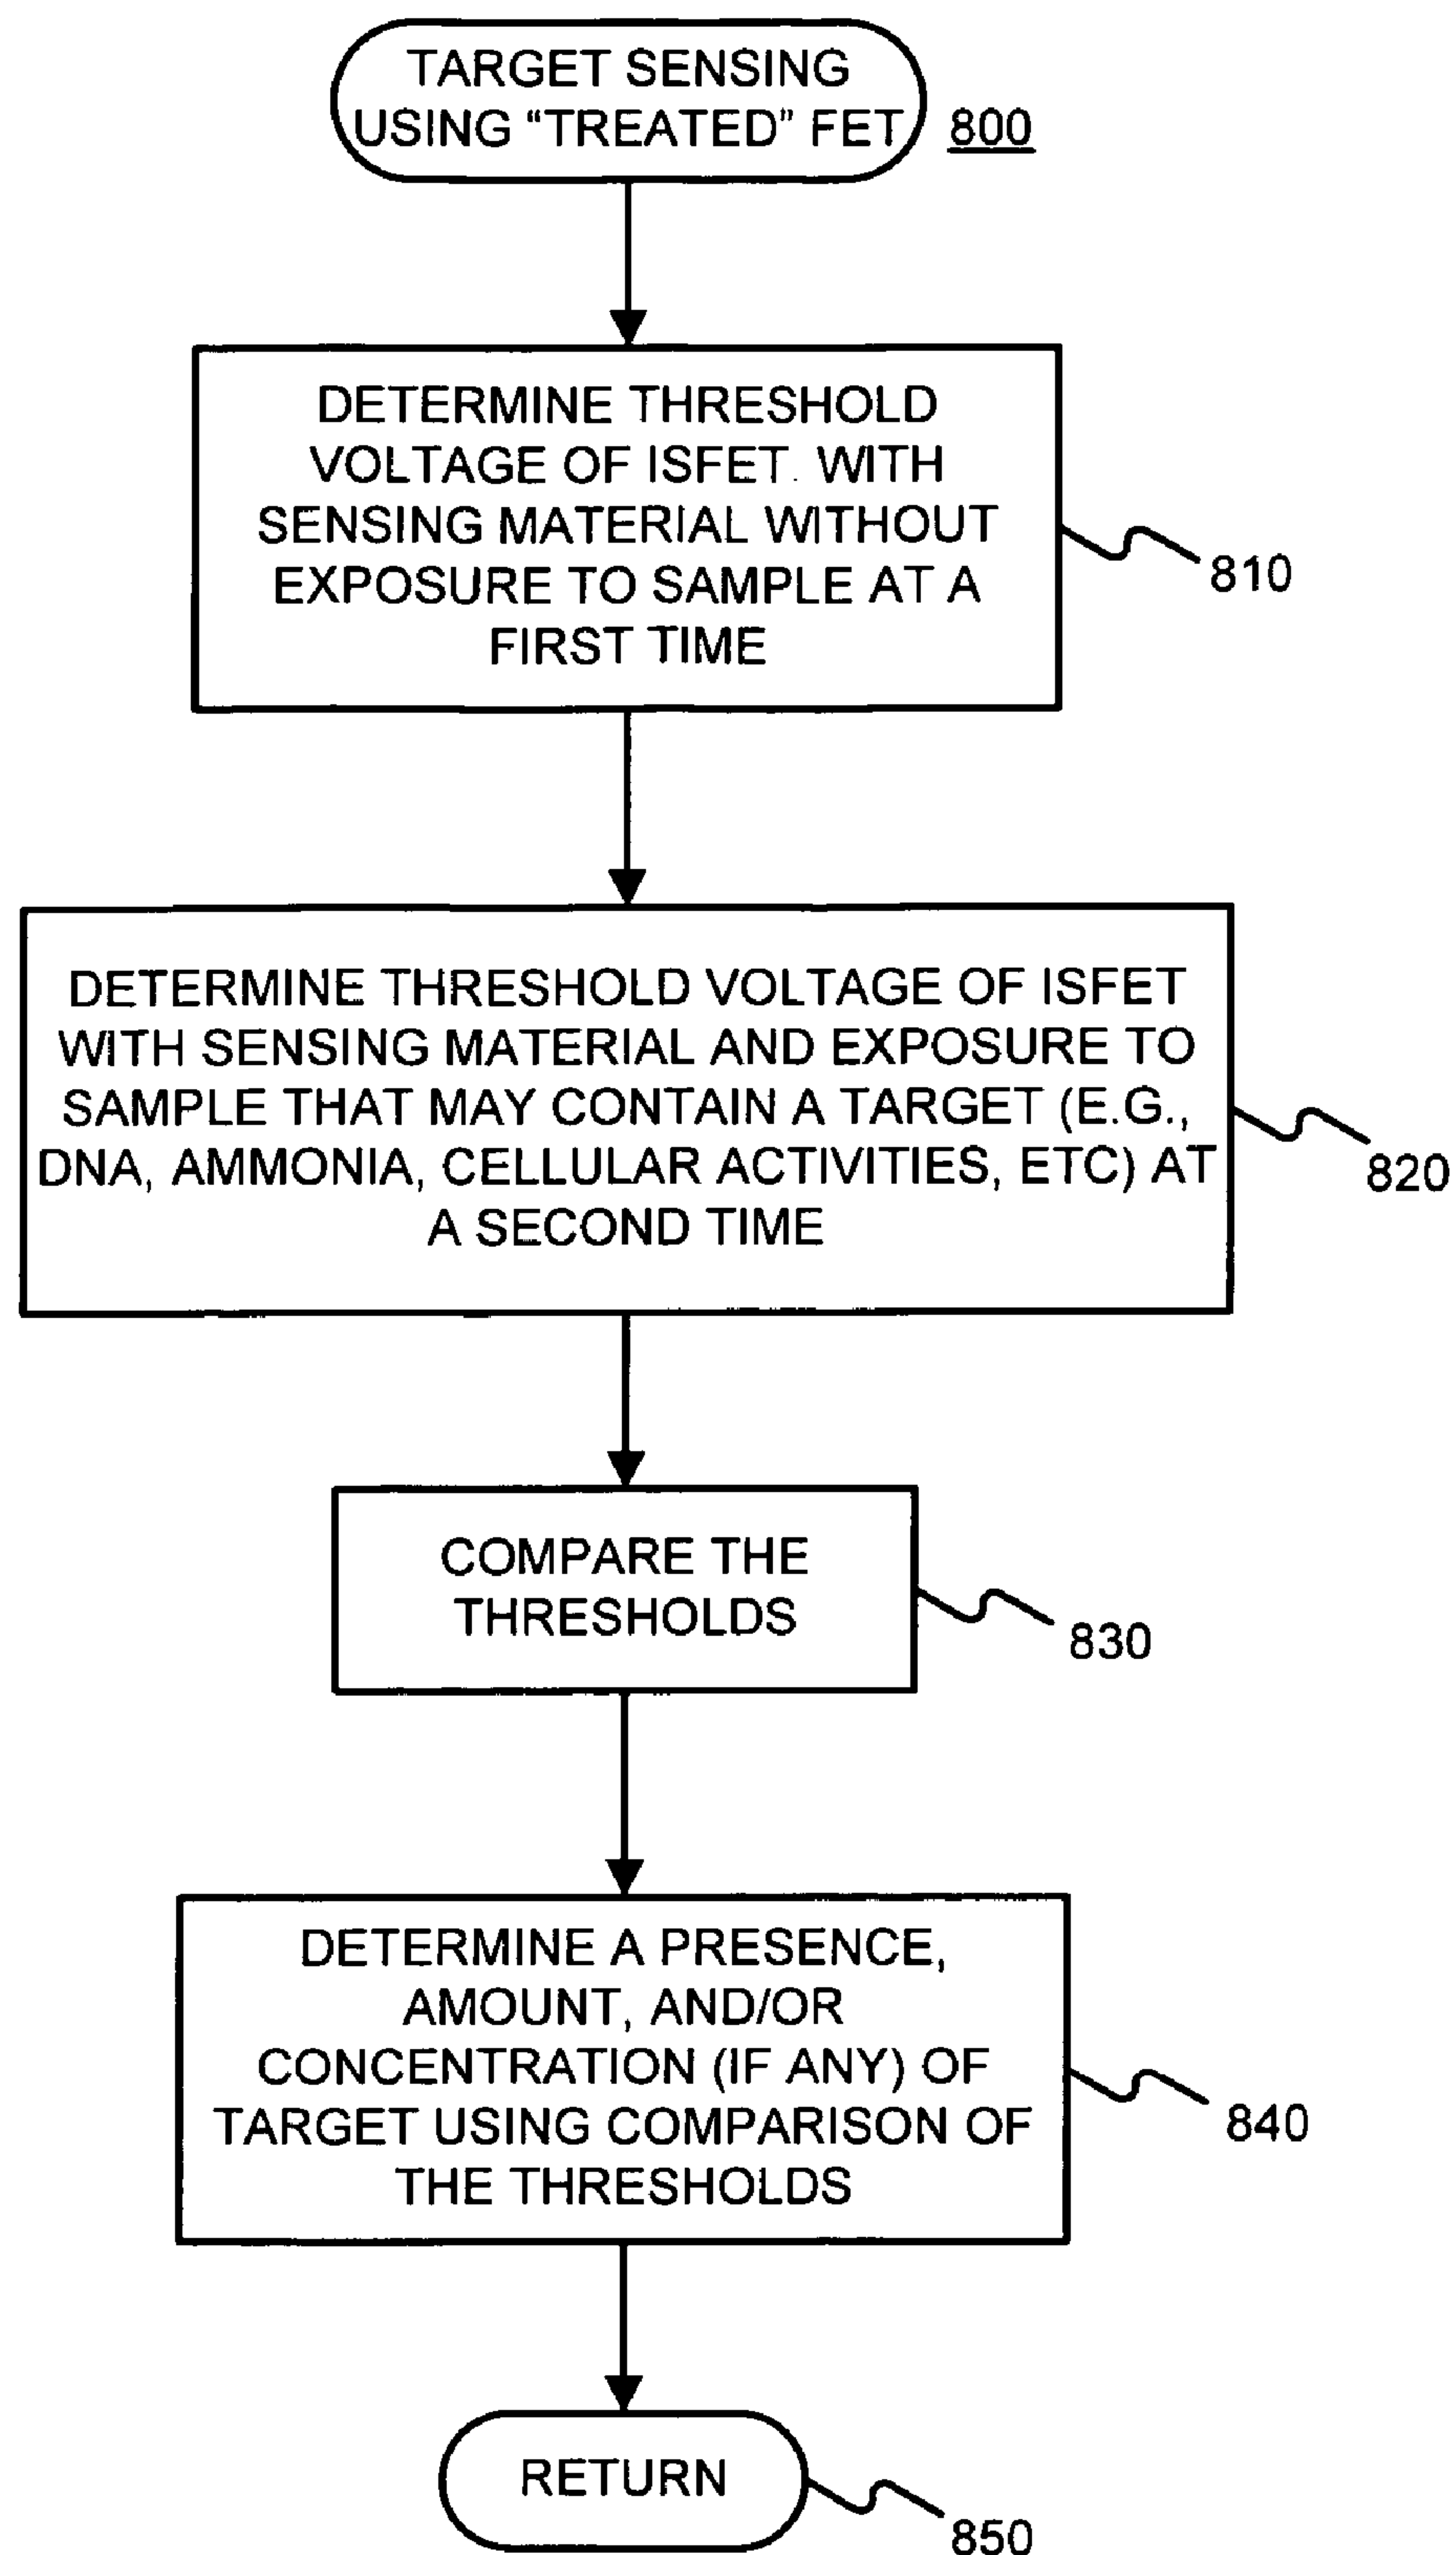 TARGET SENSING
USING “TREATED” FET
800
DETERMINE THRESHOLD
VOLTAGE OF ISFET. WITH
SENSING MATERIAL WITHOUT
EXPOSURE TO SAMPLE AT A
FIRST TIME
810
DETERMINE THRESHOLD VOLTAGE OF ISFET
WITH SENSING MATERIAL AND EXPOSURE TO
SAMPLE THAT MAY CONTAIN A TARGET (E.G.,
DNA, AMMONIA, CELLULAR ACTIVITIES, ETC) AT
A SECOND TIME
820
COMPARE THE
THRESHOLDS
830
DETERMINE A PRESENCE,
AMOUNT, AND/OR
CONCENTRATION (IF ANY) OF
TARGET USING COMPARISON OF
THE THRESHOLDS
840
RETURN
850